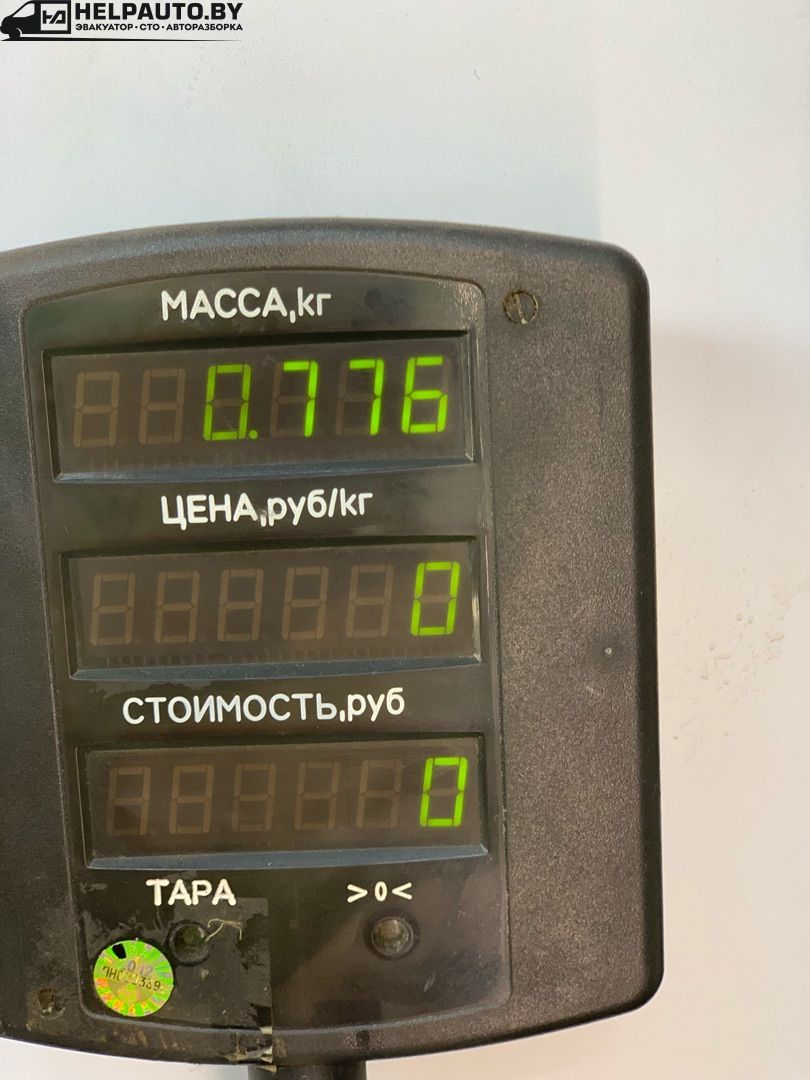 HELPAUTO.BY
ЭВАКУАТОР · СТО · АВТОРАЗБОРКА
МАССА,кг
0.776
ЦЕНА,руб/кг
0
СТОИМОСТЬ,руб
0
ТАРА >0<